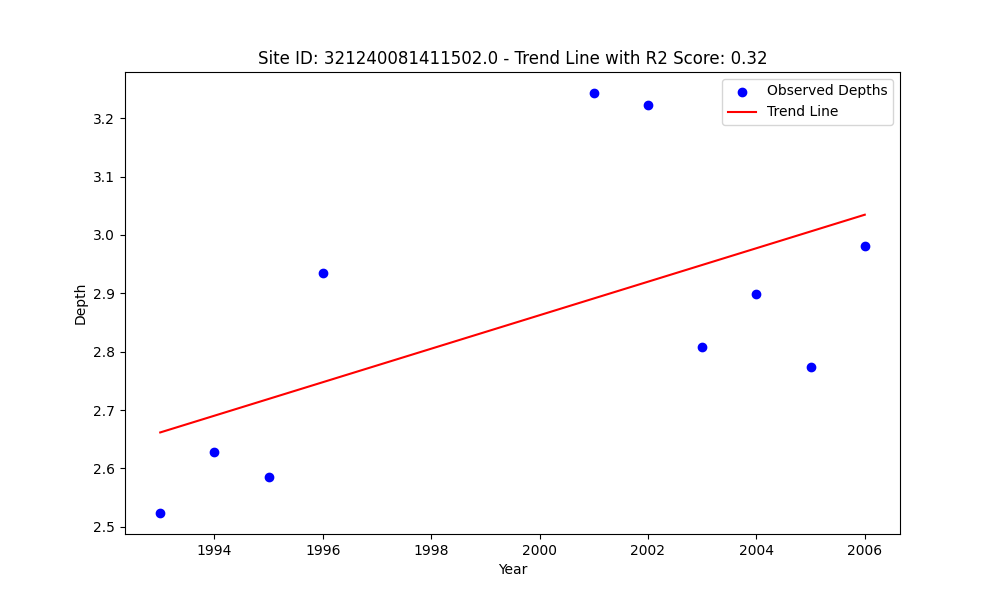 Site ID: 321240081411502.0 - Trend Line with R2 Score: 0.32
Observed Depths
Trend Line
3.2
3.1
3.0
2.9
2.8
2.7
2.6
2.5
Depth
1994 1996 1998 2000 2002 2004 2006
Year